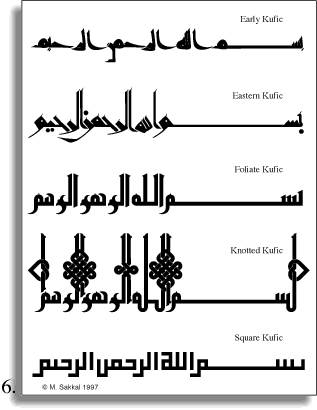 Early Kufic
بسم الله الرحمن الرحيم
Eastern Kufic
بسم الله الرحمن الرحيم
Foliate Kufic
بسم الله الرحمن الرحيم
Knotted Kufic
بسم الله الرحمن الرحيم
Square Kufic
بسم الله الرحمن الرحيم
6. © M. Sakkal 1997